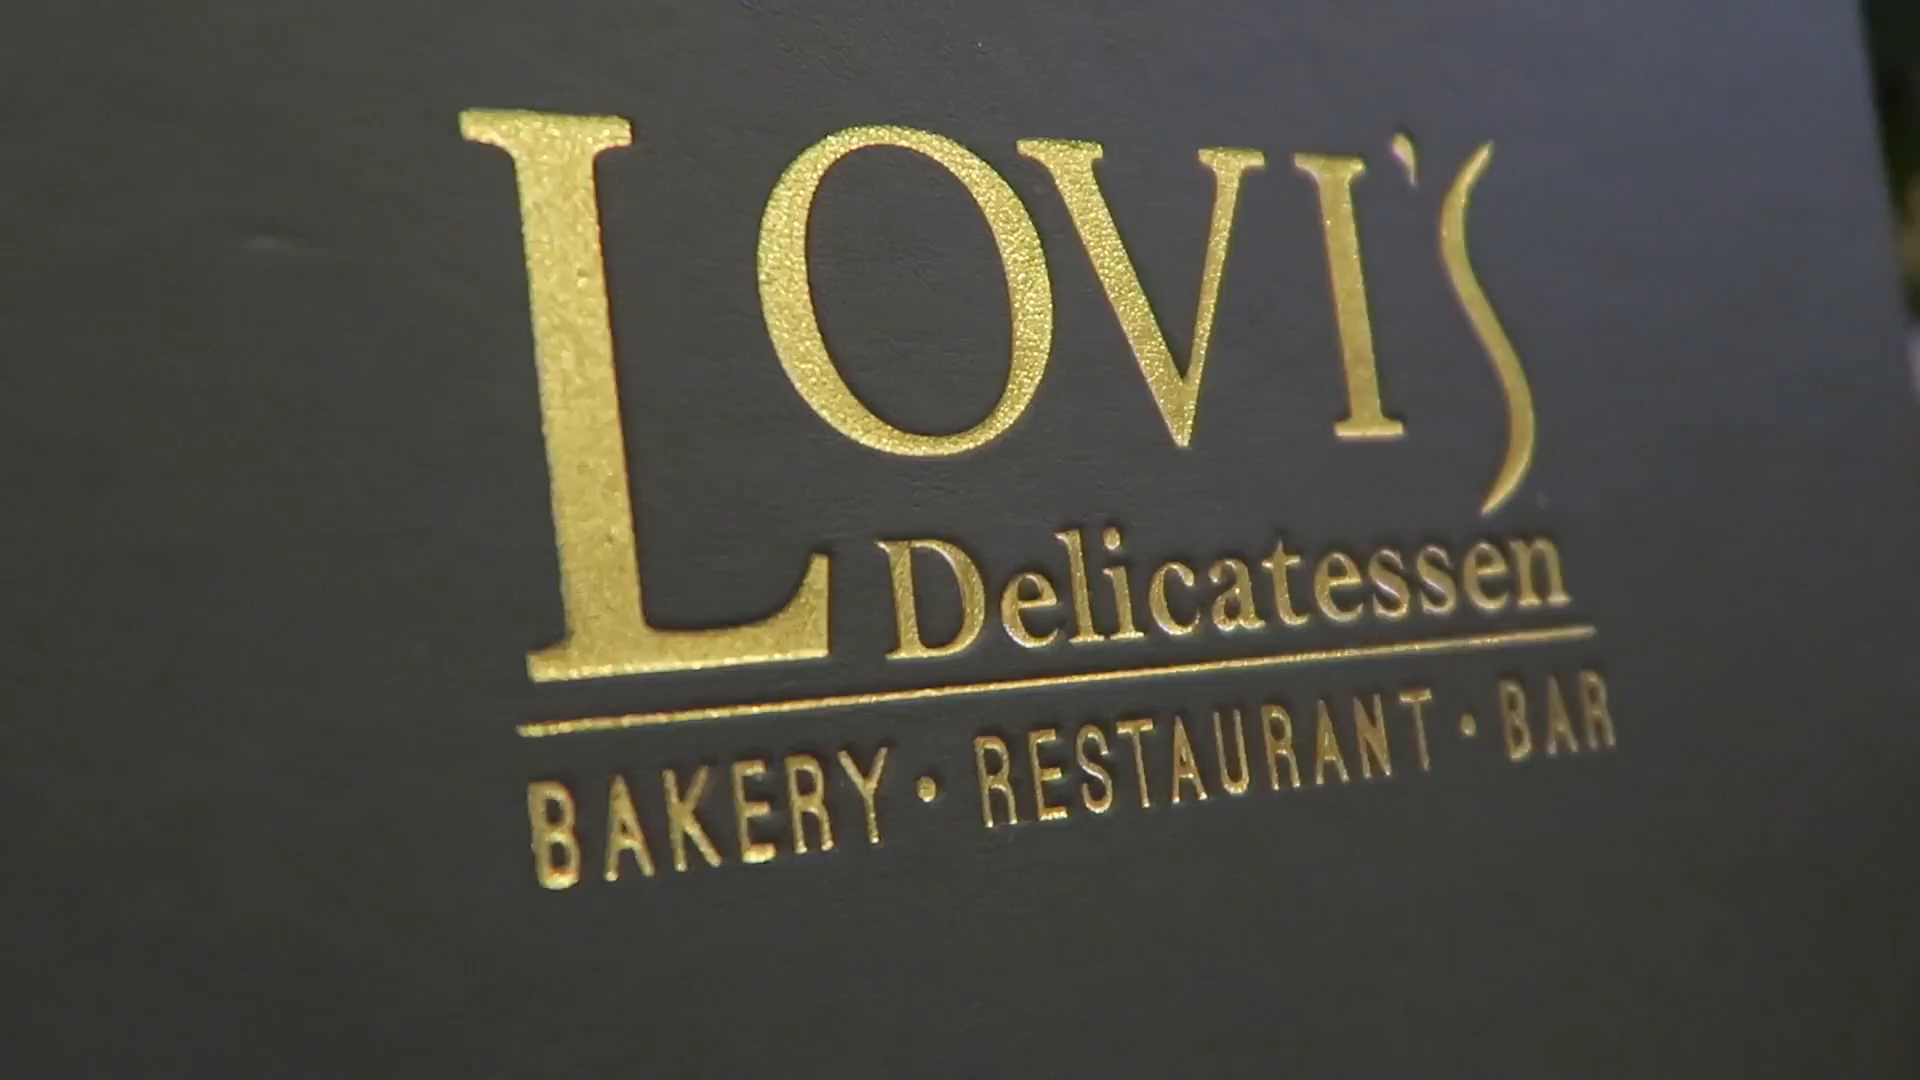 LOVI'S
Delicatessen
BAKERY • RESTAURANT • BAR